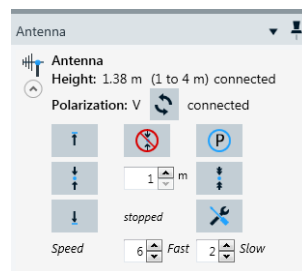 Antenna
Antenna
Height: 1.38 m (1 to 4 m) connected
Polarization: V connected
P
1 m
stopped
Speed 6 Fast 2 Slow